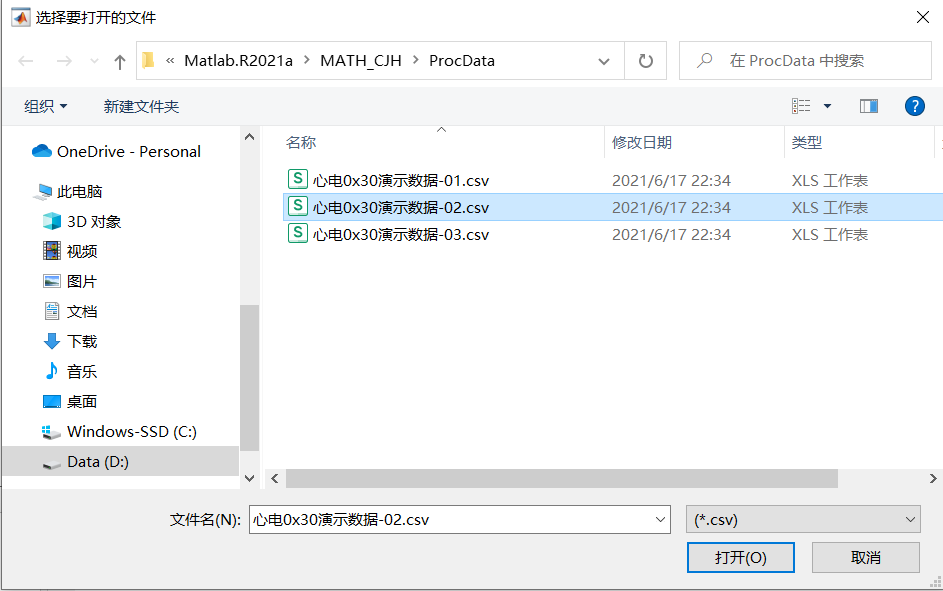 选择要打开的文件
« Matlab.R2021a > MATH_CJH > ProcData
在 ProcData 中搜索
组织 新建文件夹
名称 修改日期 类型
OneDrive - Personal
此电脑
3D 对象
视频
图片
文档
下载
音乐
桌面
Windows-SSD (C:)
Data (D:)
心电0x30演示数据-01.csv 2021/6/17 22:34 XLS 工作表
心电0x30演示数据-02.csv 2021/6/17 22:34 XLS 工作表
心电0x30演示数据-03.csv 2021/6/17 22:34 XLS 工作表
文件名(N): 心电0x30演示数据-02.csv (*.csv)
打开(O) 取消